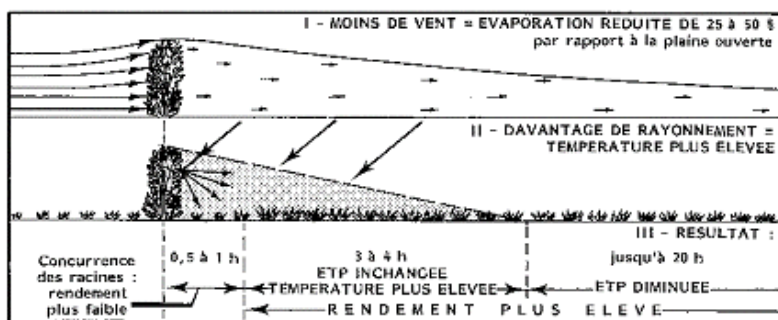 I - MOINS DE VENT = EVAPORATION REDUITE DE 25 à 50 %
par rapport à la plaine ouverte
II - DAVANTAGE DE RAYONNEMENT =
TEMPERATURE PLUS ELEVEE
III - RESULTAT :
Concurrence
des racines :
rendement
plus faible
0,5 à 1 h
3 à 4 h
ETP INCHANGEE
TEMPERATURE PLUS ELEVEE
jusqu'à 20 h
ETP DIMINUEE
RENDEMENT PLUS ELEVE